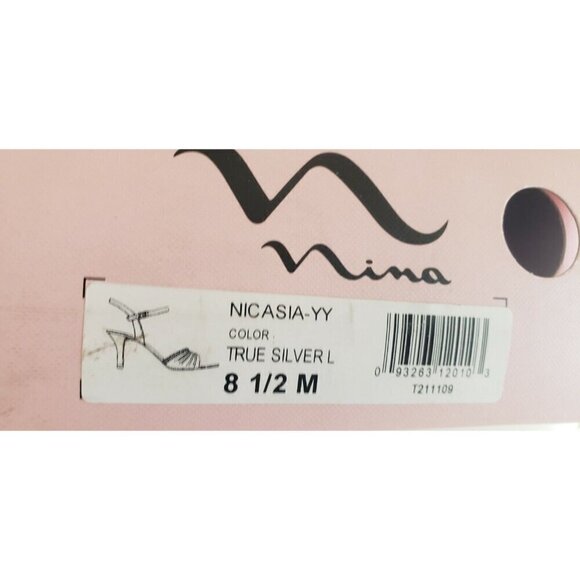 nina
NICASIA-YY
COLOR
TRUE SILVER L
8 1/2 M
0 93263 12010 3
T211109